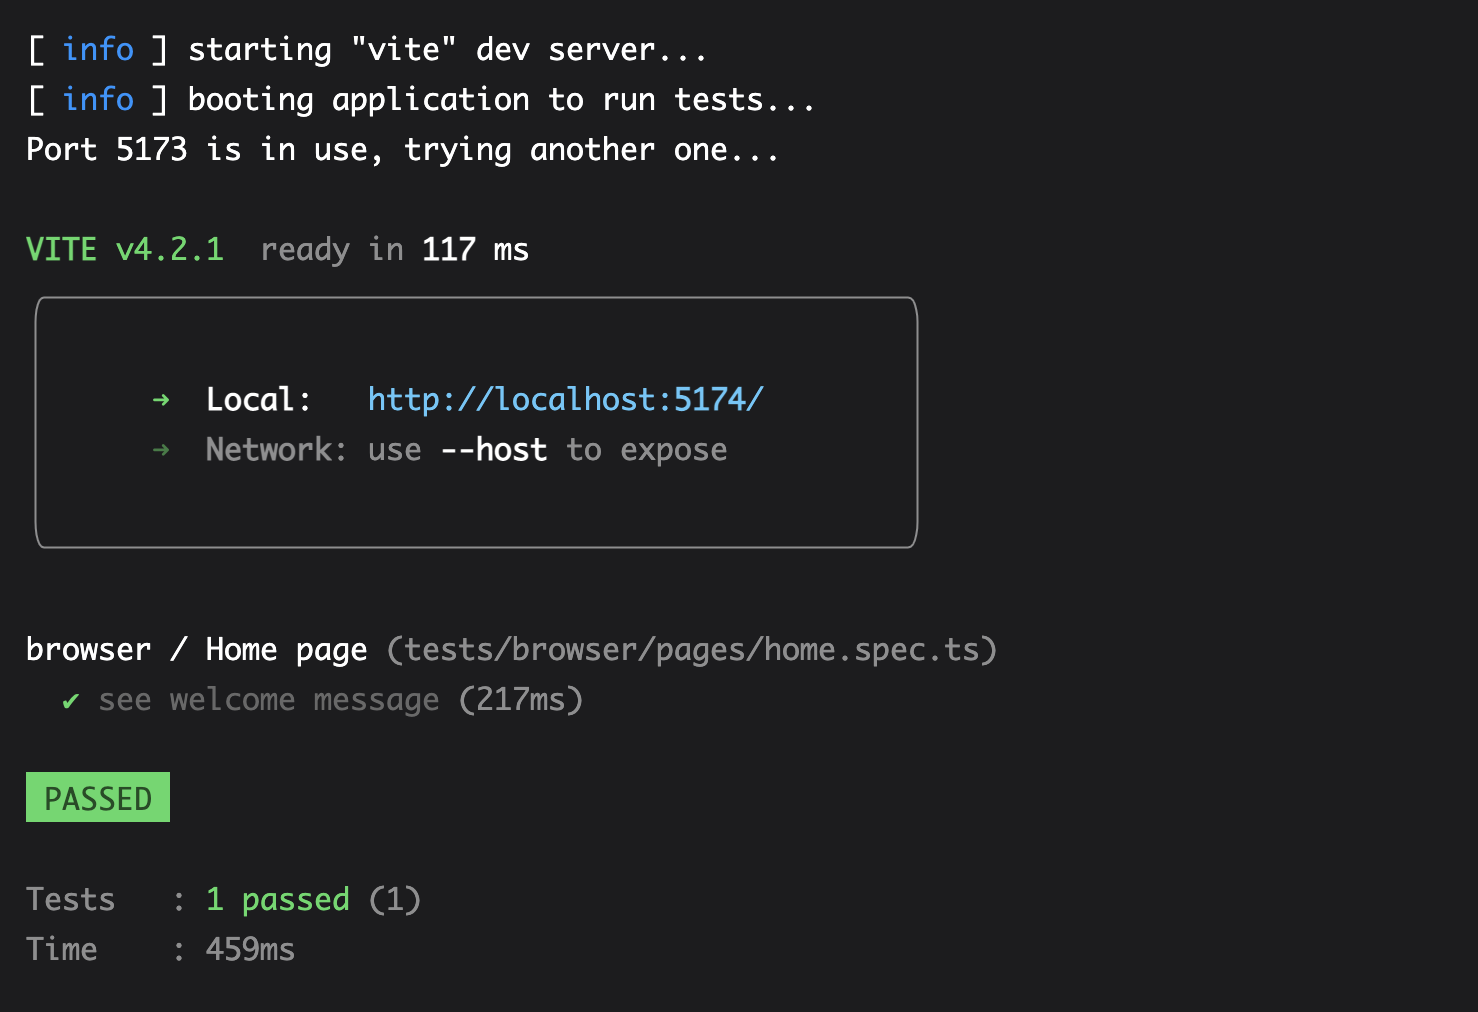 [ info ] starting "vite" dev server...
[ info ] booting application to run tests...
Port 5173 is in use, trying another one...
VITE v4.2.1  ready in 117 ms
➜  Local:   http://localhost:5174/
➜  Network: use --host to expose
browser / Home page (tests/browser/pages/home.spec.ts)
✔ see welcome message (217ms)
PASSED
Tests   : 1 passed (1)
Time    : 459ms